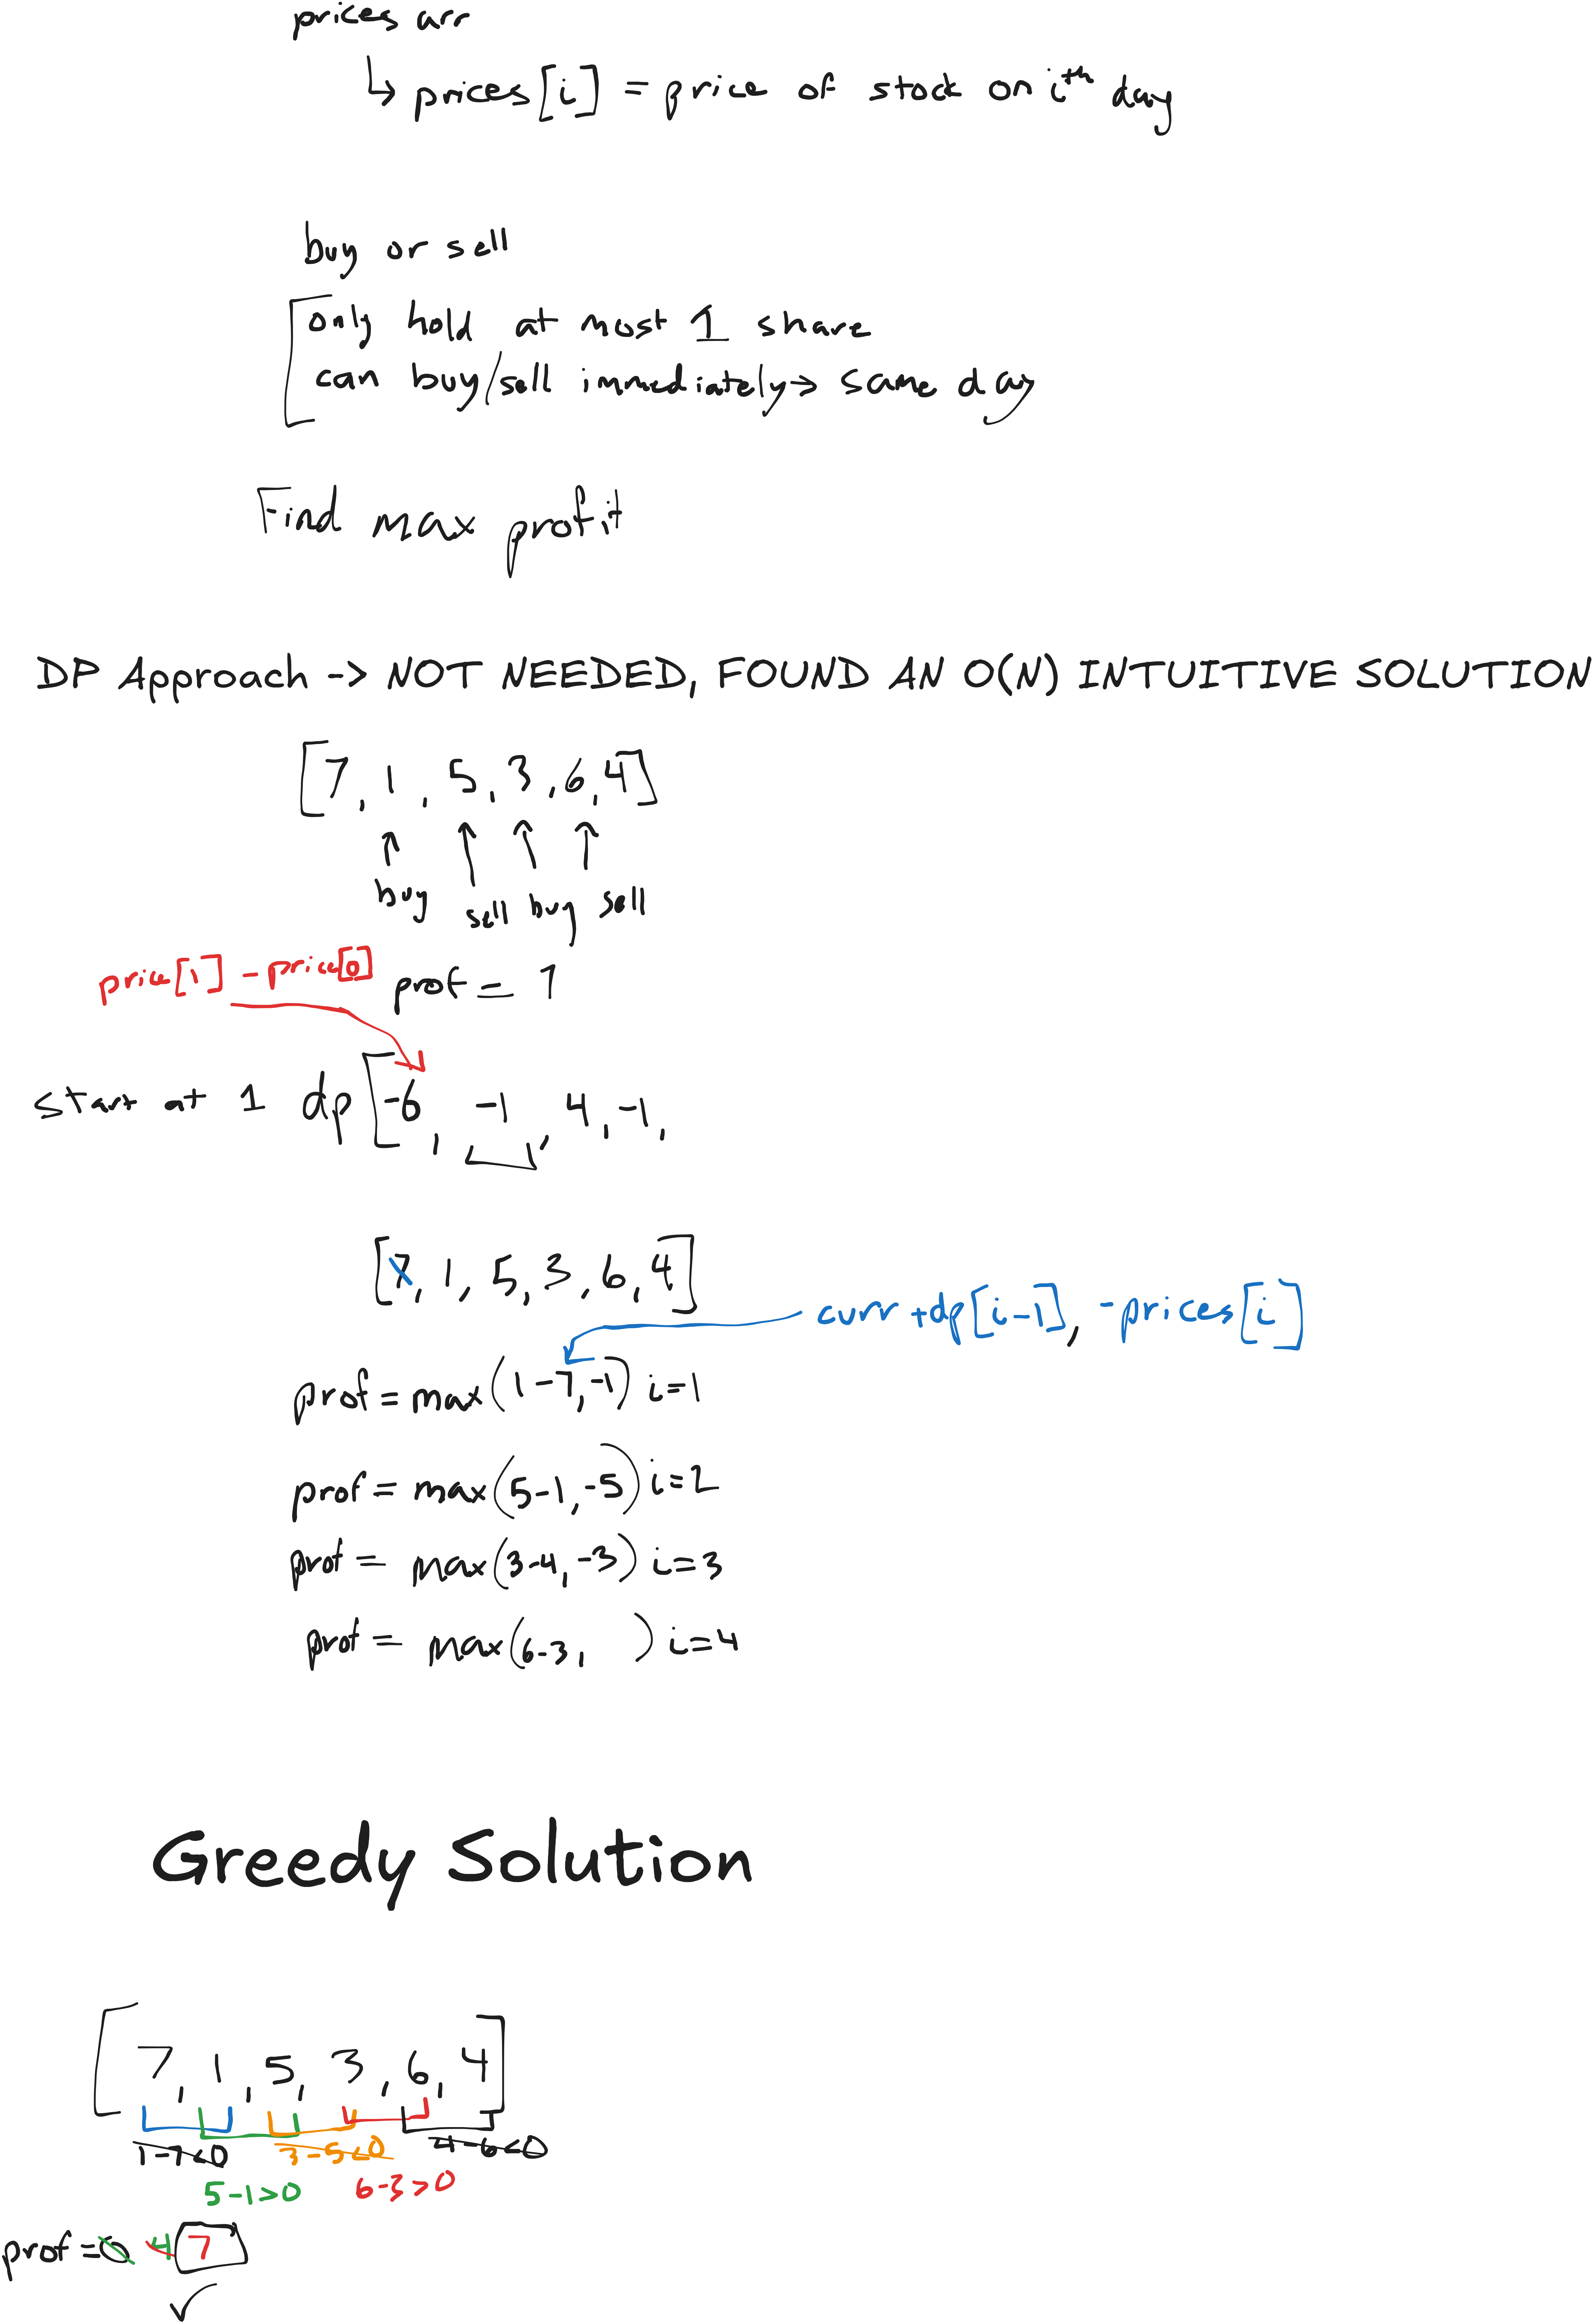 prices arr
↳ prices[i] = price of stock on ith day
buy or sell
only hold at most 1 share
can buy/sell immediately → same day
Find max profit
DP Approach -> NOT NEEDED, FOUND AN O(N) INTUITIVE SOLUTION
[7, 1, 5, 3, 6, 4]
buy sell buy sell
price[i] - price[0]
prof = 7
start at 1 dp [-6, -1, 4, -1,
[7, 1, 5, 3, 6, 4]
curr + dp[i-1], -prices[i]
prof = max(1-7, -1) i=1
prof = max(5-1, -5) i=2
prof = max(3-4, -3) i=3
prof = max(6-3, ) i=4
Greedy Solution
[7, 1, 5, 3, 6, 4]
1-7<0 3-5<0 4-6<0
5-1>0 6-3>0
prof = 0 4 7
✓